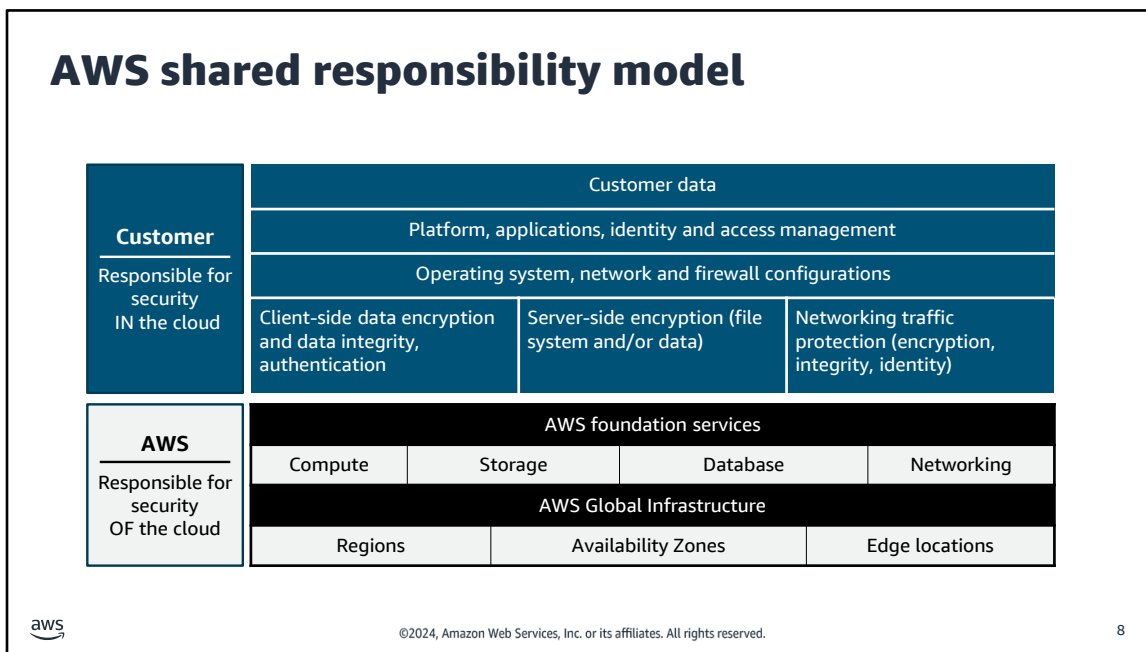 AWS shared responsibility model
Customer
Responsible for
security
IN the cloud
Customer data
Platform, applications, identity and access management
Operating system, network and firewall configurations
Client-side data encryption
and data integrity,
authentication
Server-side encryption (file
system and/or data)
Networking traffic
protection (encryption,
integrity, identity)
AWS
Responsible for
security
OF the cloud
AWS foundation services
Compute
Storage
Database
Networking
AWS Global Infrastructure
Regions
Availability Zones
Edge locations
aws
©2024, Amazon Web Services, Inc. or its affiliates. All rights reserved.
8